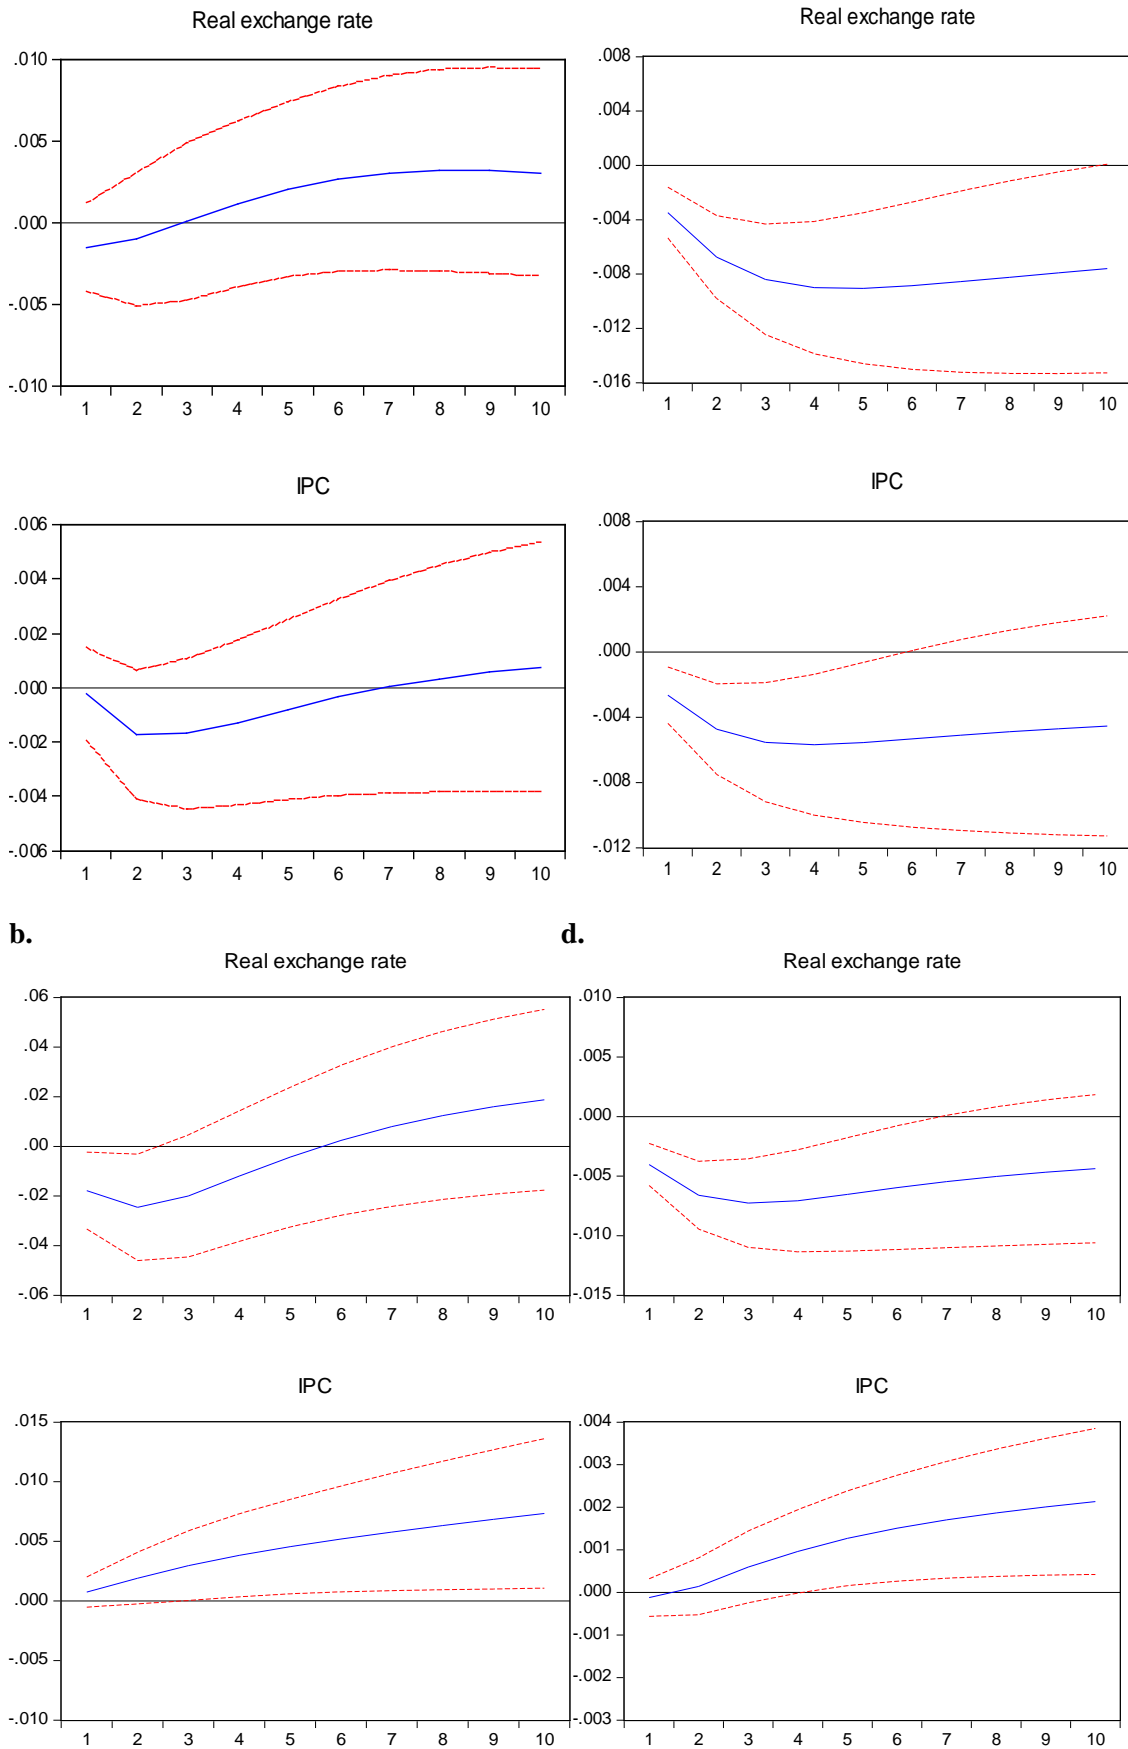 Real exchange rate
.010
.005
.000
-.005
-.010
1 2 3 4 5 6 7 8 9 10
Real exchange rate
.008
.004
.000
-.004
-.008
-.012
-.016
1 2 3 4 5 6 7 8 9 10
IPC
.006
.004
.002
.000
-.002
-.004
-.006
1 2 3 4 5 6 7 8 9 10
IPC
.008
.004
.000
-.004
-.008
-.012
1 2 3 4 5 6 7 8 9 10
b.
Real exchange rate
.06
.04
.02
.00
-.02
-.04
-.06
1 2 3 4 5 6 7 8 9 10
d.
Real exchange rate
.010
.005
.000
-.005
-.010
-.015
1 2 3 4 5 6 7 8 9 10
IPC
.015
.010
.005
.000
-.005
-.010
1 2 3 4 5 6 7 8 9 10
IPC
.004
.003
.002
.001
.000
-.001
-.002
-.003
1 2 3 4 5 6 7 8 9 10